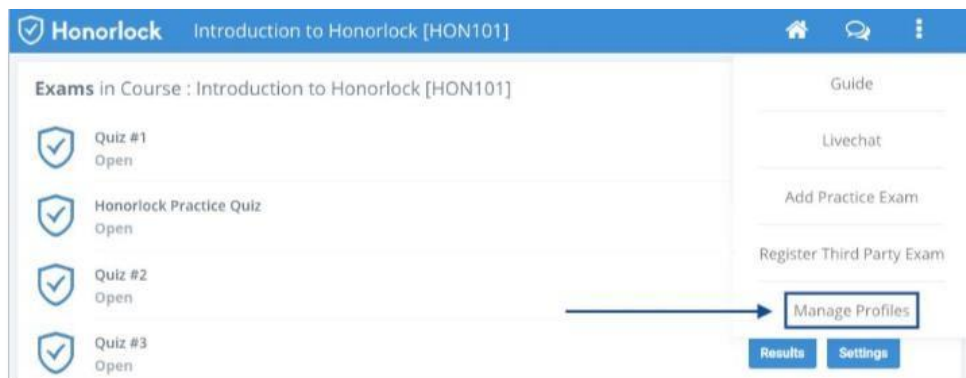 Honorlock Introduction to Honorlock [HON101]
Exams in Course : Introduction to Honorlock [HON101]
Quiz #1
Open
Honorlock Practice Quiz
Open
Quiz #2
Open
Quiz #3
Open
Guide
Livechat
Add Practice Exam
Register Third Party Exam
Manage Profiles
Results Settings